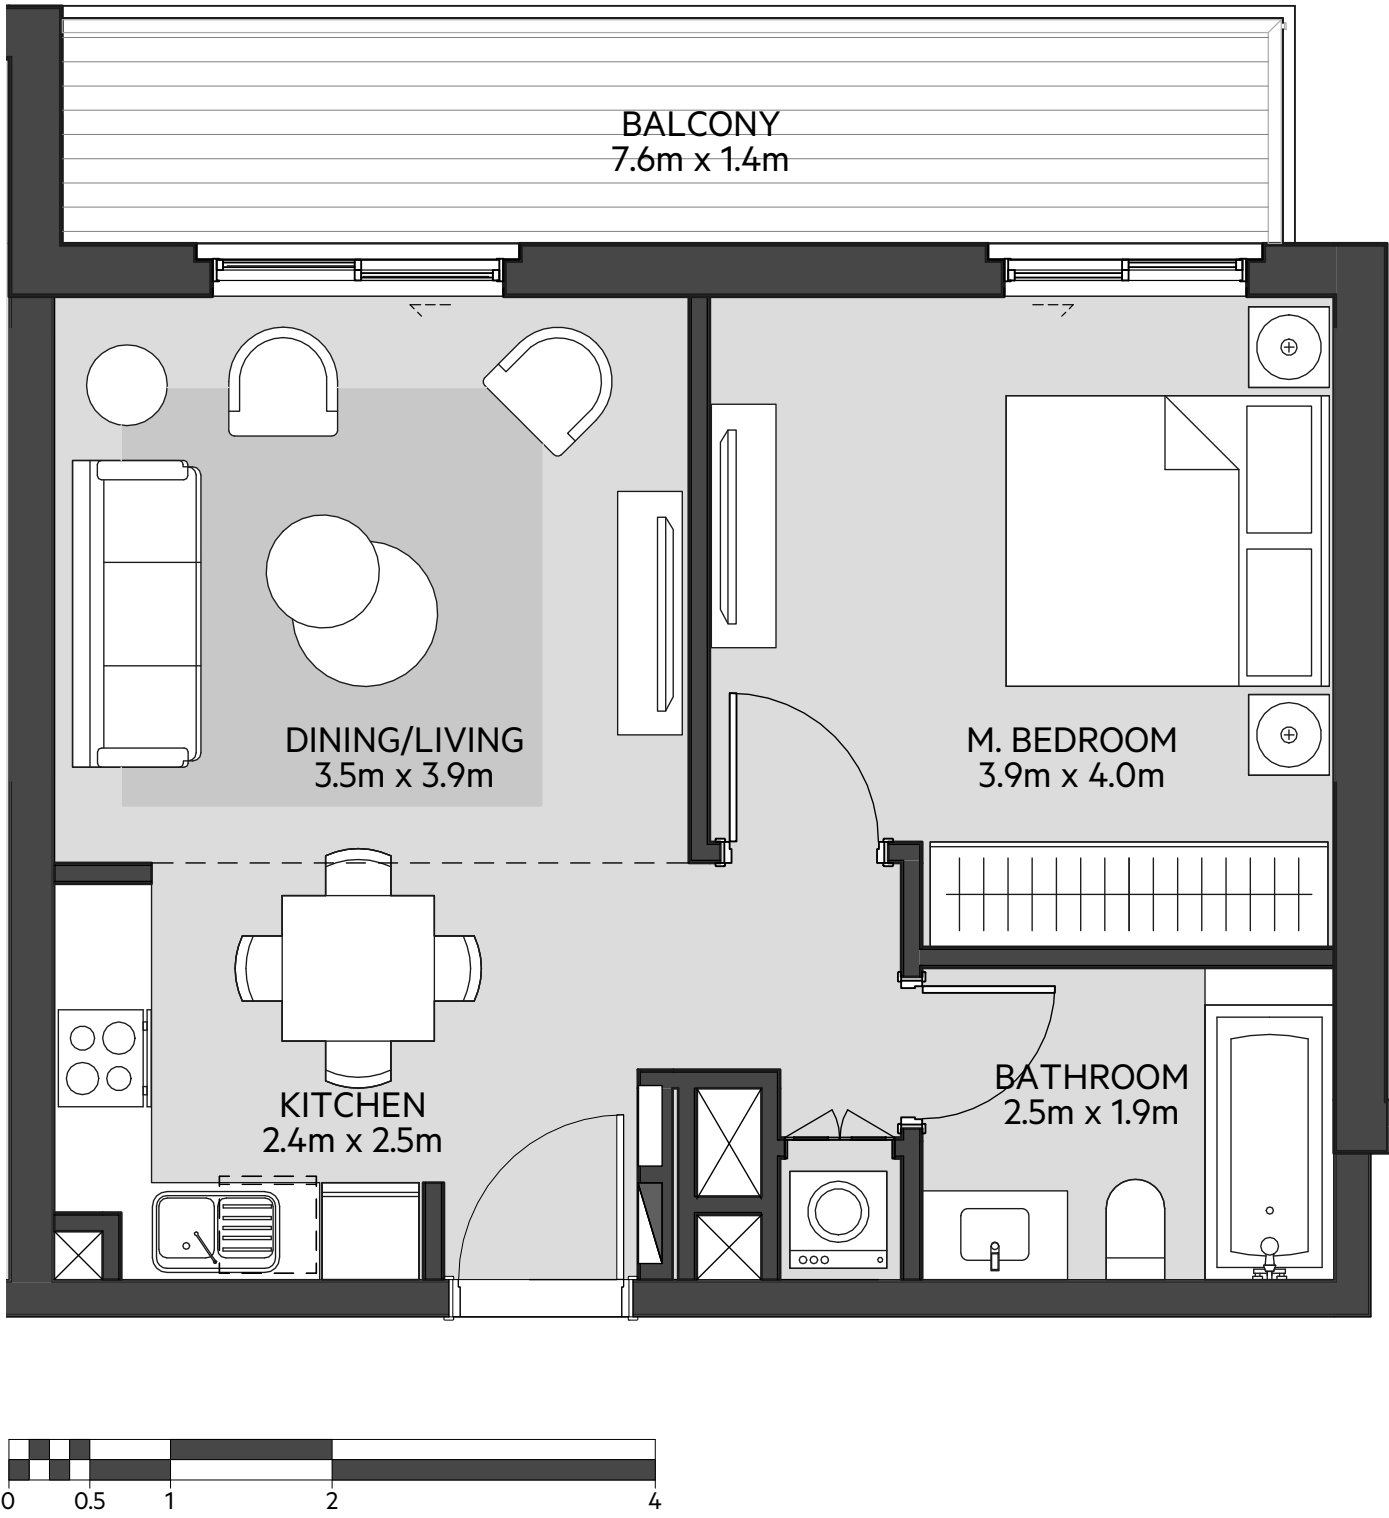 BALCONY
7.6m x 1.4m
DINING/LIVING
3.5m x 3.9m
M. BEDROOM
3.9m x 4.0m
KITCHEN
2.4m x 2.5m
BATHROOM
2.5m x 1.9m
0 0.5 1 2 4